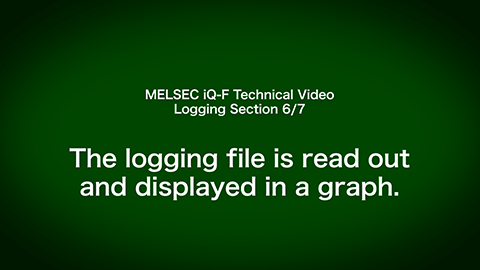 MELSEC iQ-F Technical Video
Logging Section 6/7
The logging file is read out
and displayed in a graph.